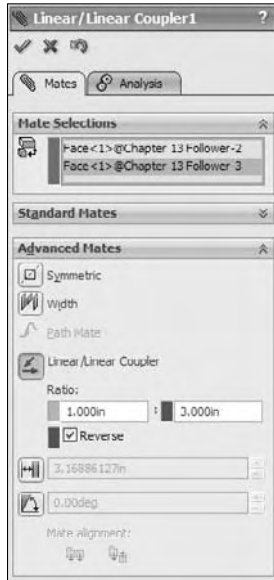 Linear/Linear Coupler1 ?
Mates Analysis
Mate Selections
Face<1>@Chapter 13 Follower-2
Face<1>@Chapter 13 Follower-3
Standard Mates
Advanced Mates
Symmetric
Width
Path Mate
Linear/Linear Coupler
Ratio:
1.000in : 3.000in
Reverse
3.16886127in
0.00deg
Mate alignment: